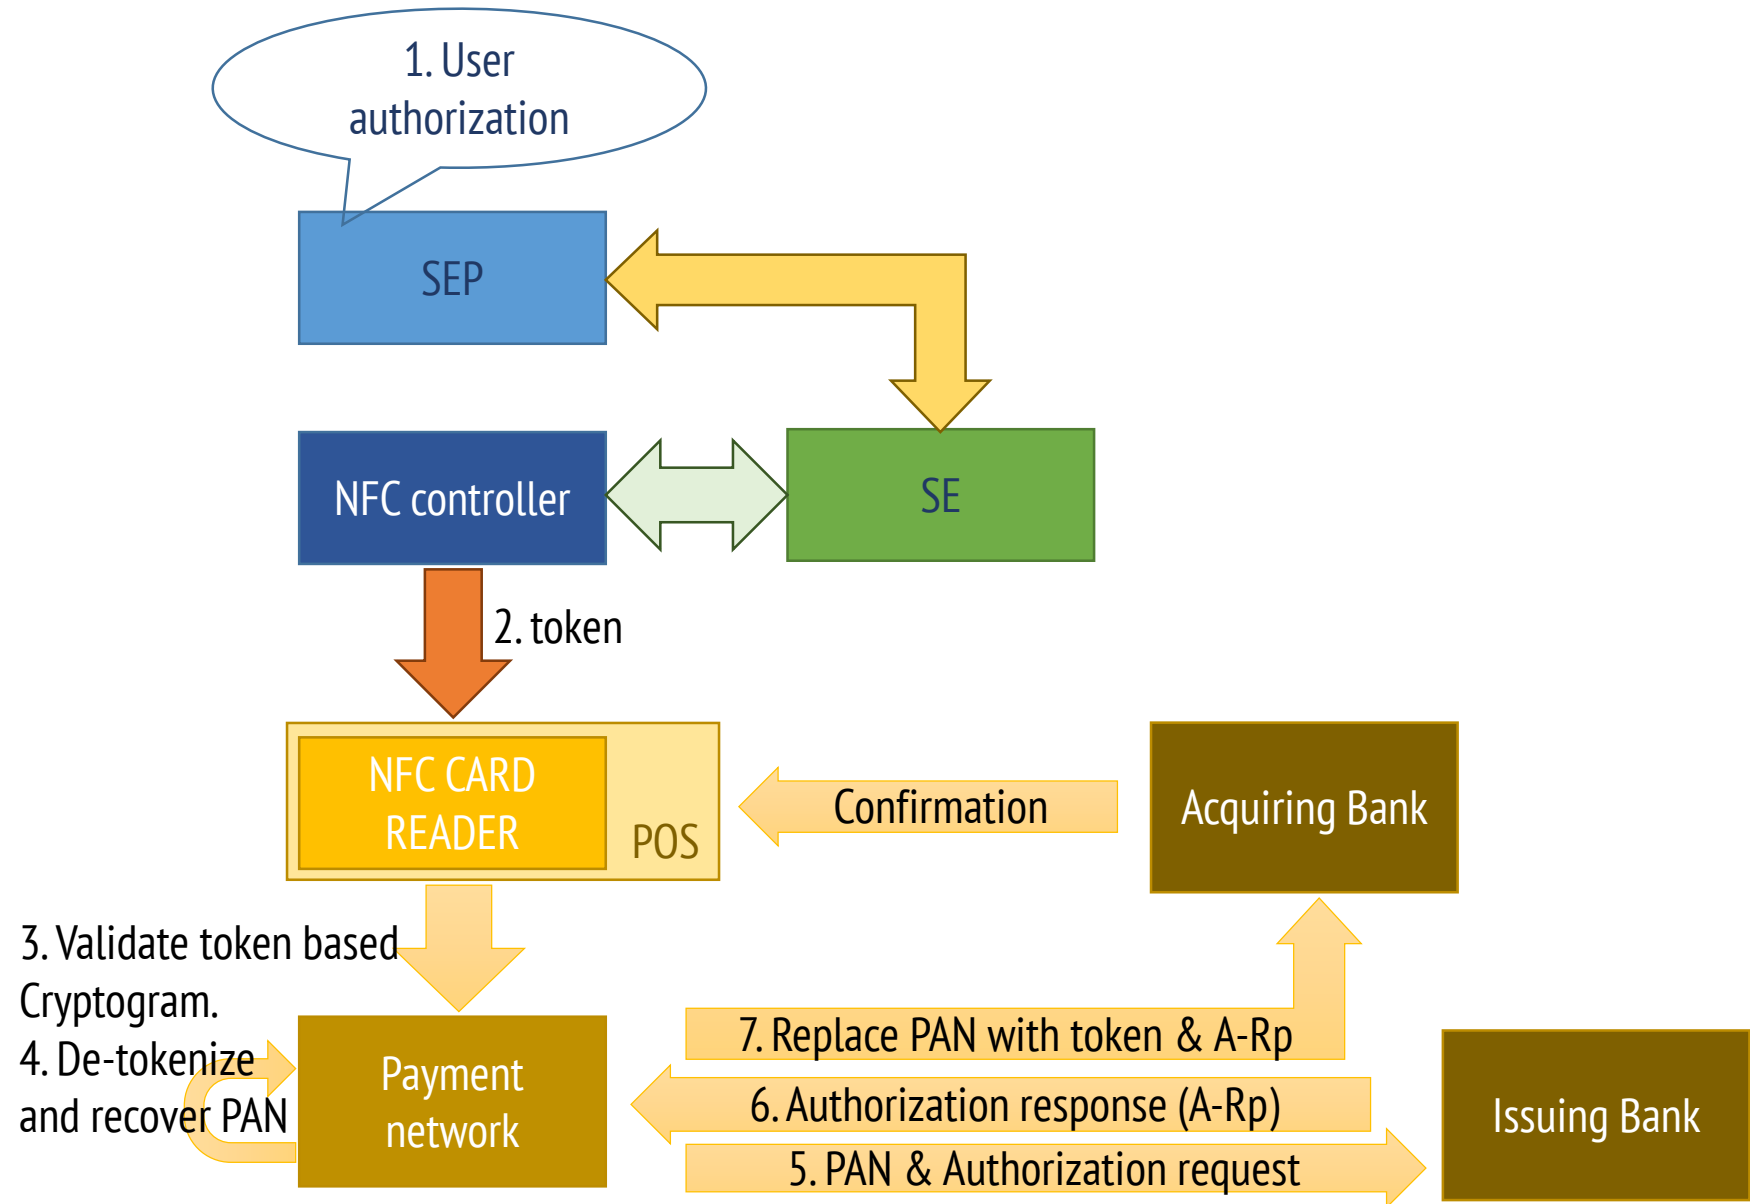 1. User
authorization
SEP
NFC controller
SE
2. token
NFC CARD
READER
POS
Confirmation
Acquiring Bank
3. Validate token based
Cryptogram.
4. De-tokenize
and recover PAN
Payment
network
7. Replace PAN with token & A-Rp
6. Authorization response (A-Rp)
5. PAN & Authorization request
Issuing Bank